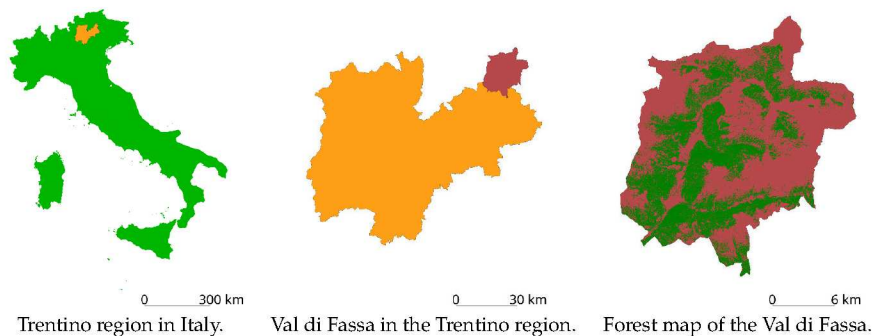 0 300 km
0 30 km
0 6 km
Trentino region in Italy.
Val di Fassa in the Trentino region.
Forest map of the Val di Fassa.